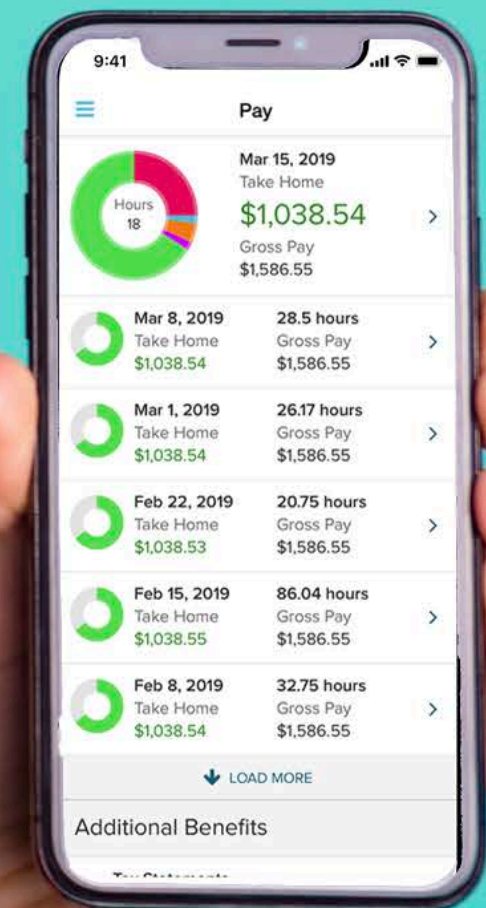 9:41
Pay
Hours
18
Mar 15, 2019
Take Home
$1,038.54
Gross Pay
$1,586.55
Mar 8, 2019 28.5 hours
Take Home Gross Pay
$1,038.54 $1,586.55
Mar 1, 2019 26.17 hours
Take Home Gross Pay
$1,038.54 $1,586.55
Feb 22, 2019 20.75 hours
Take Home Gross Pay
$1,038.53 $1,586.55
Feb 15, 2019 86.04 hours
Take Home Gross Pay
$1,038.55 $1,586.55
Feb 8, 2019 32.75 hours
Take Home Gross Pay
$1,038.54 $1,586.55
LOAD MORE
Additional Benefits
Tax Statements